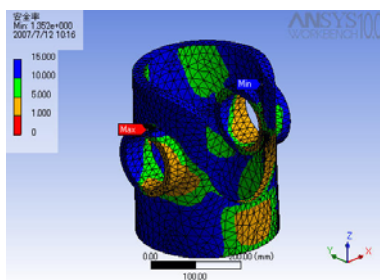 安全率
Min: 1.352e+000
2007/7/12 10:16
ANSYS 100
WORKBENCH
15.000
10.000
5.000
1.000
0
Min
Max
0.00
200.00 (mm)
100.00
Z
Y
X